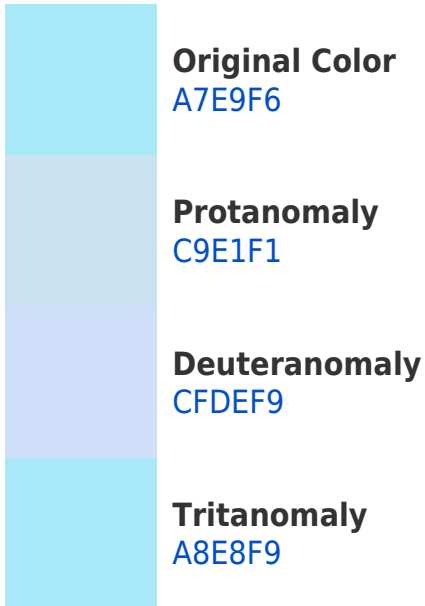 Original Color
A7E9F6
Protanomaly
C9E1F1
Deuteranomaly
CFDEF9
Tritanomaly
A8E8F9